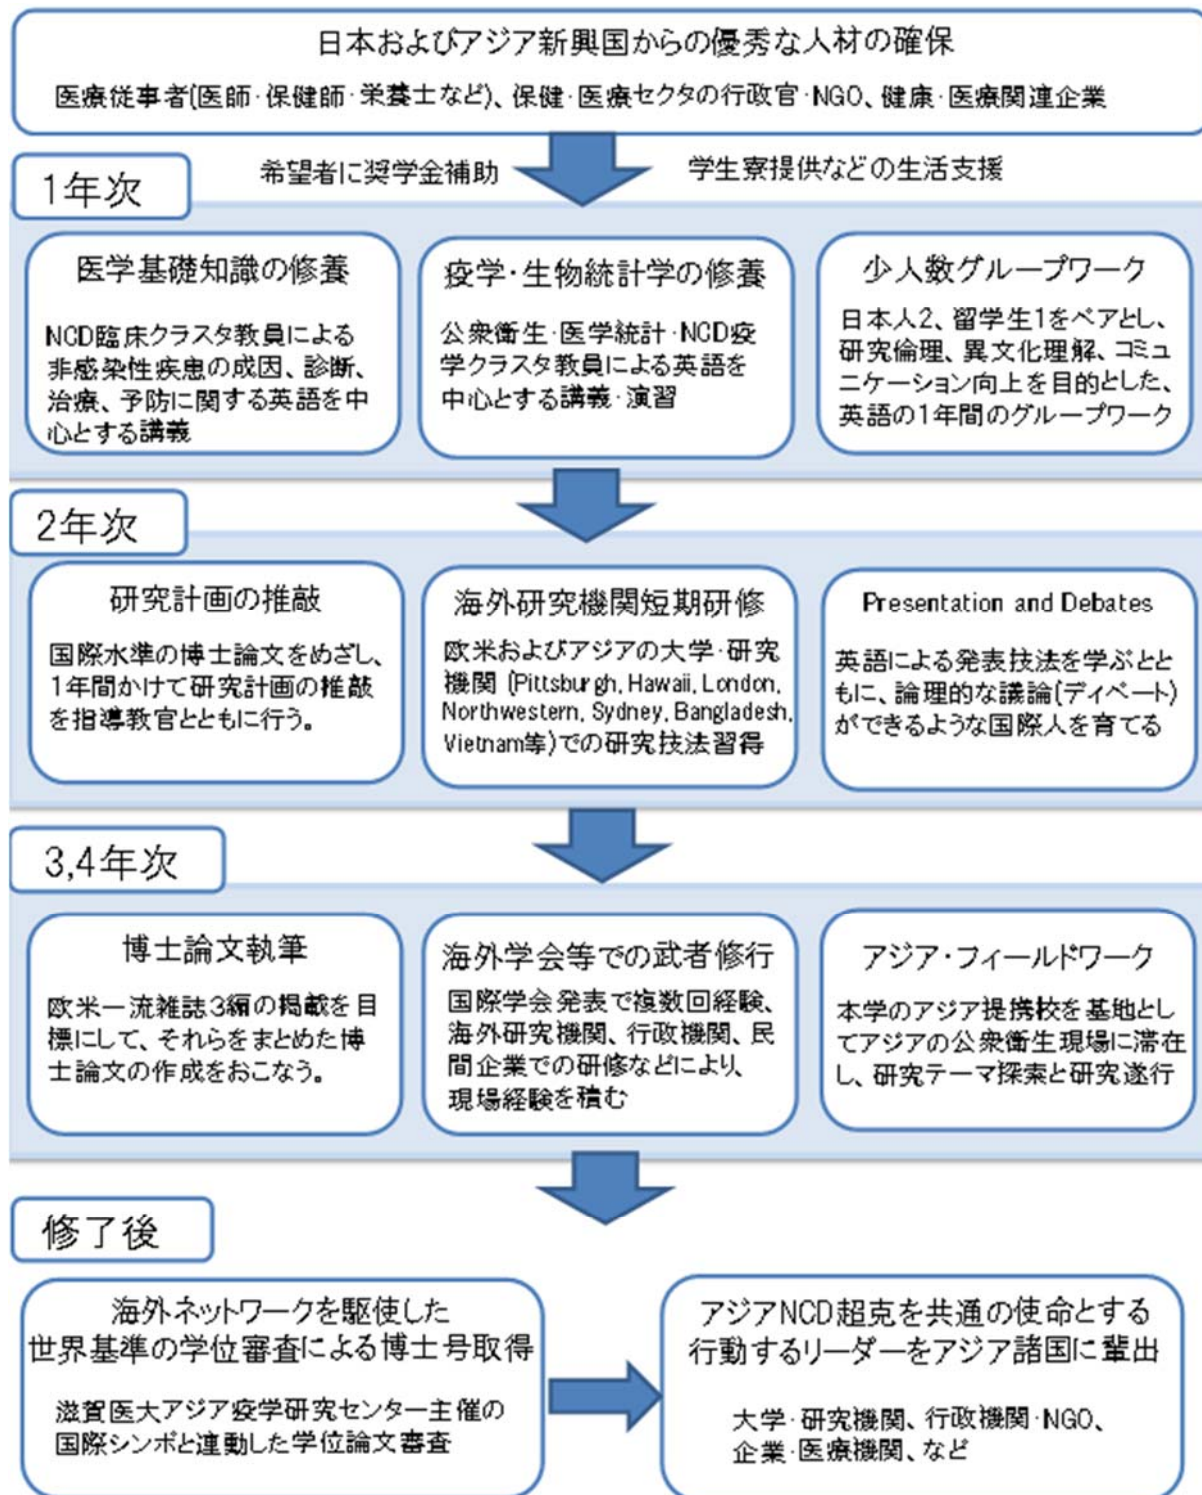 日本およびアジア新興国からの優秀な人材の確保
医療従事者(医師・保健師・栄養士など)、保健・医療セクタの行政官・NGO、健康・医療関連企業
希望者に奨学金補助
学生寮提供などの生活支援
1年次
医学基礎知識の修養
NCD臨床クラスタ教員による
非感染性疾患の成因、診断、
治療、予防に関する英語を中
心とする講義
疫学・生物統計学の修養
公衆衛生・医学統計・NCD疫
学クラスタ教員による英語を
中心とする講義・演習
少人数グループワーク
日本人2、留学生1をペアとし、
研究倫理、異文化理解、コミュ
ニケーション向上を目的とした、
英語の1年間のグループワーク
2年次
研究計画の推敲
国際水準の博士論文をめざし、
1年間かけて研究計画の推敲
を指導教官とともに行う。
海外研究機関短期研修
欧米およびアジアの大学・研究
機関 (Pittsburgh, Hawaii, London,
Northwestern, Sydney, Bangladesh,
Vietnam等)での研究技法習得
Presentation and Debates
英語による発表技法を学ぶとと
もに、論理的な議論(ディベート)
ができるような国際人を育てる
3,4年次
博士論文執筆
欧米一流雑誌3編の掲載を目
標にして、それらをまとめた博
士論文の作成をおこなう。
海外学会等での武者修行
国際学会発表で複数回経験、
海外研究機関、行政機関、民
間企業での研修などにより、
現場経験を積む
アジア・フィールドワーク
本学のアジア提携校を基地とし
てアジアの公衆衛生現場に滞在
し、研究テーマ探索と研究遂行
修了後
海外ネットワークを駆使した
世界基準の学位審査による博士号取得
滋賀医大アジア疫学研究センター主催の
国際シンポと連動した学位論文審査
アジアNCD超克を共通の使命とする
行動するリーダーをアジア諸国に輩出
大学・研究機関、行政機関・NGO、
企業・医療機関、など